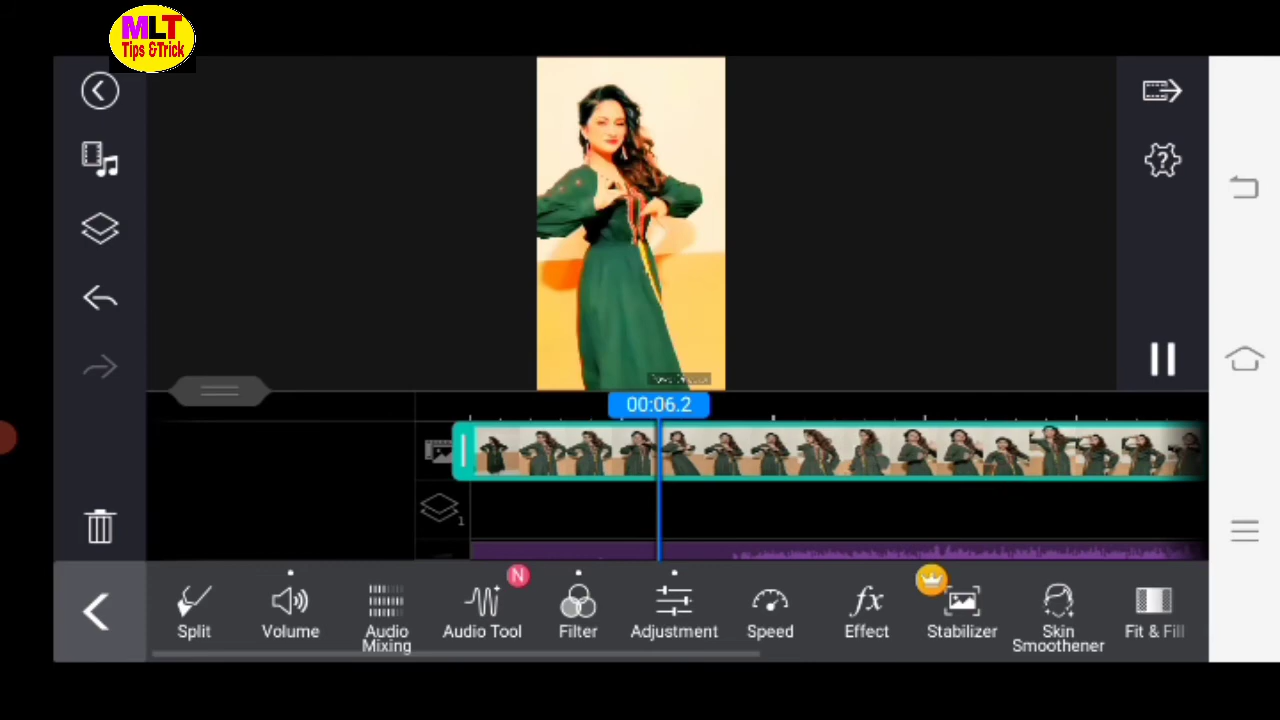 MLT
Tips &Trick
00:06.2
1
N
Split
Volume
Audio
Mixing
Audio Tool
Filter
Adjustment
Speed
Effect
Stabilizer
Skin
Smoothener
Fit & Fill